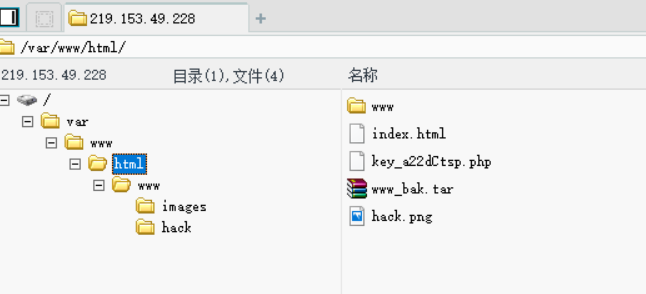 219.153.49.228 +
/var/www/html/
219.153.49.228 目录(1),文件(4) 名称
/
var
www
html
www
images
hack
www
index.html
key_a22dCtsp.php
www_bak.tar
hack.png